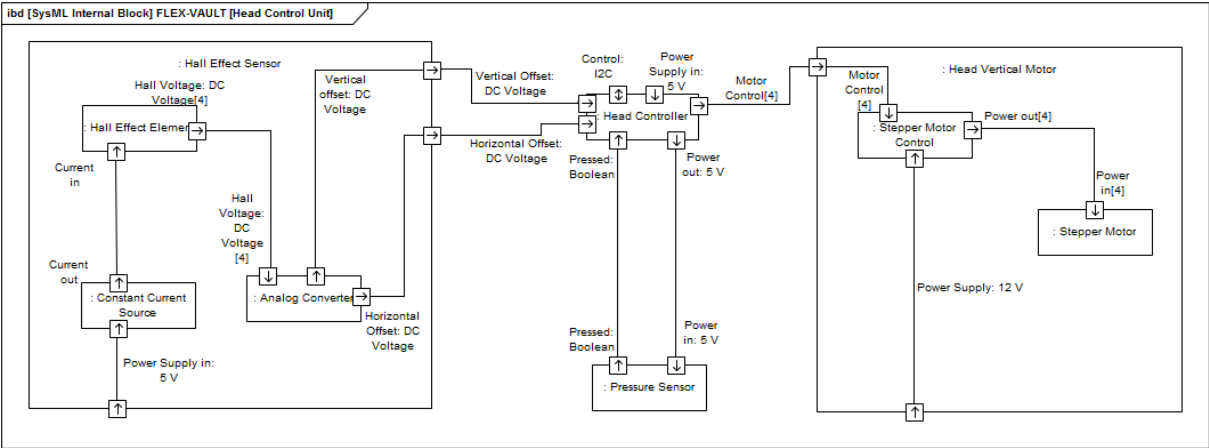 ibd [SysML Internal Block] FLEX-VAULT [Head Control Unit]
: Hall Effect Sensor
Hall Voltage: DC
Voltage[4]
: Hall Effect Elemer
Current
in
Current
out
: Constant Current
Source
Power Supply in:
5 V
Hall
Voltage:
DC
Voltage
[4]
Vertical
offset: DC
Voltage
: Analog Converter
Horizontal
Offset: DC
Voltage
Vertical Offset:
DC Voltage
Horizontal Offset:
DC Voltage
Control:
I2C
Power
Supply in:
5 V
: Head Controller
Pressed:
Boolean
Power
out: 5 V
Pressed:
Boolean
Power
in: 5 V
: Pressure Sensor
Motor
Control[4]
: Head Vertical Motor
Motor
Control
[4]
: Stepper Motor
Control
Power out[4]
Power
in[4]
: Stepper Motor
Power Supply: 12 V